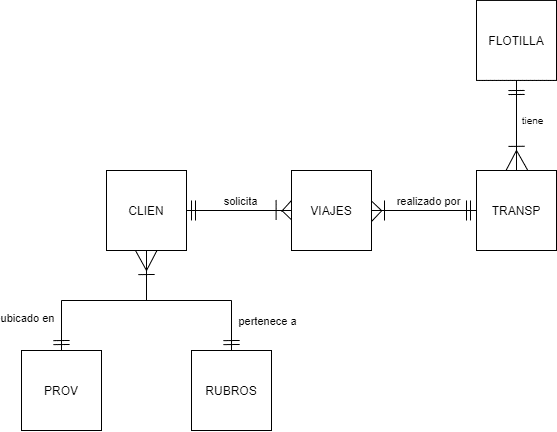 FLOTILLA
tiene
CLIEN
solicita
VIAJES
realizado por
TRANSP
ubicado en
pertenece a
PROV
RUBROS